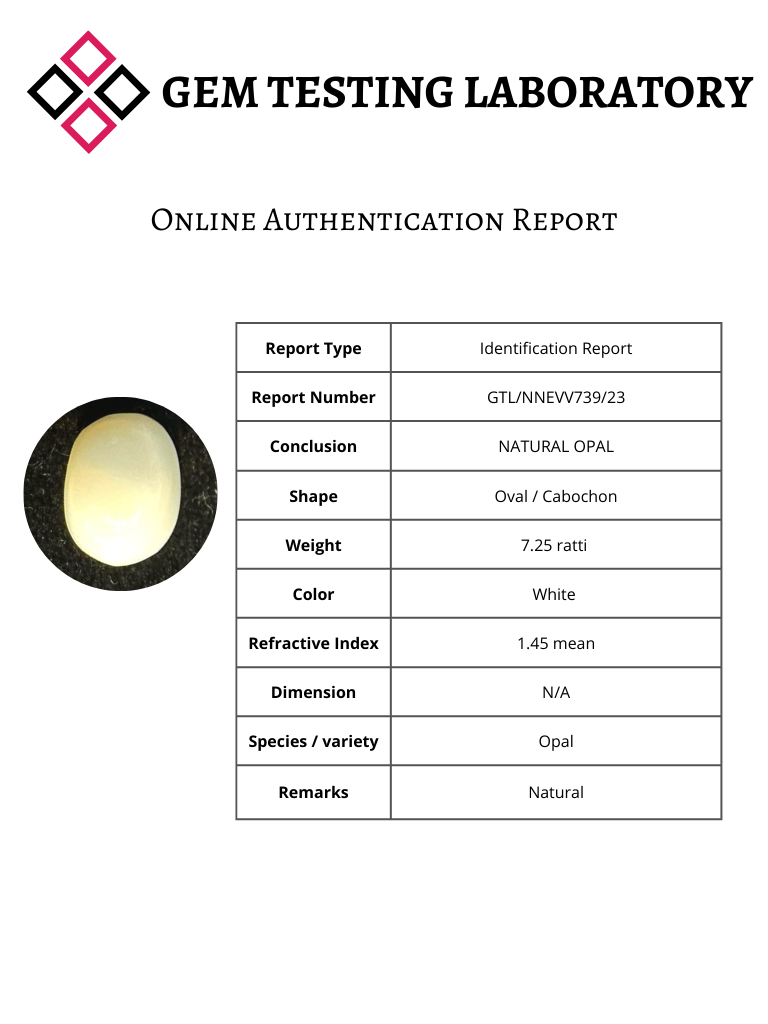 GEM TESTING LABORATORY
Online Authentication Report
Report Type Identification Report
Report Number GTL/NNEVV739/23
Conclusion NATURAL OPAL
Shape Oval / Cabochon
Weight 7.25 ratti
Color White
Refractive Index 1.45 mean
Dimension N/A
Species / variety Opal
Remarks Natural